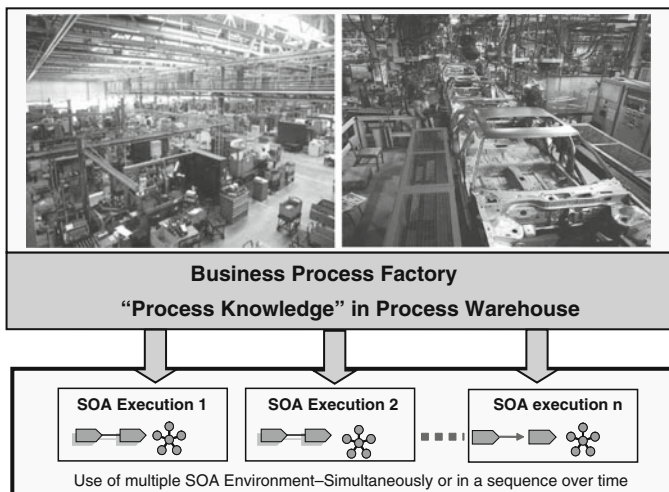 Business Process Factory
“Process Knowledge” in Process Warehouse
SOA Execution 1
SOA Execution 2
SOA execution n
Use of multiple SOA Environment–Simultaneously or in a sequence over time